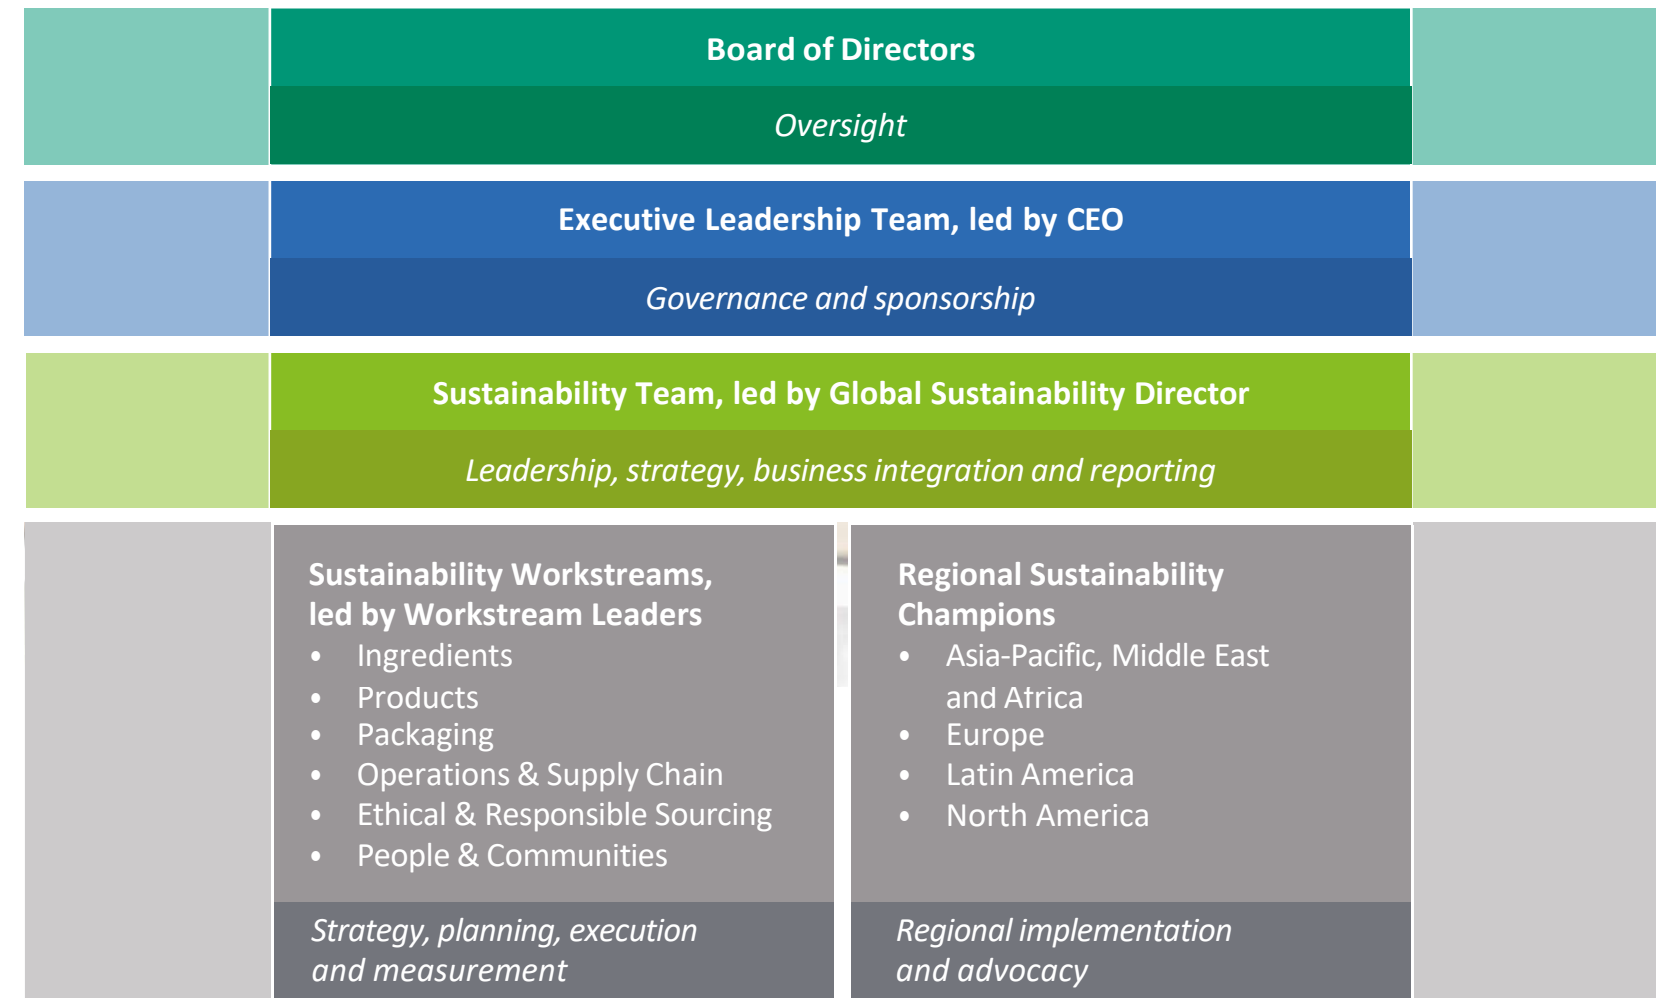 Board of Directors
Oversight
Executive Leadership Team, led by CEO
Governance and sponsorship
Sustainability Team, led by Global Sustainability Director
Leadership, strategy, business integration and reporting
Sustainability Workstreams,
led by Workstream Leaders
• Ingredients
• Products
• Packaging
• Operations & Supply Chain
• Ethical & Responsible Sourcing
• People & Communities
Strategy, planning, execution
and measurement
Regional Sustainability
Champions
• Asia-Pacific, Middle East
and Africa
• Europe
• Latin America
• North America
Regional implementation
and advocacy